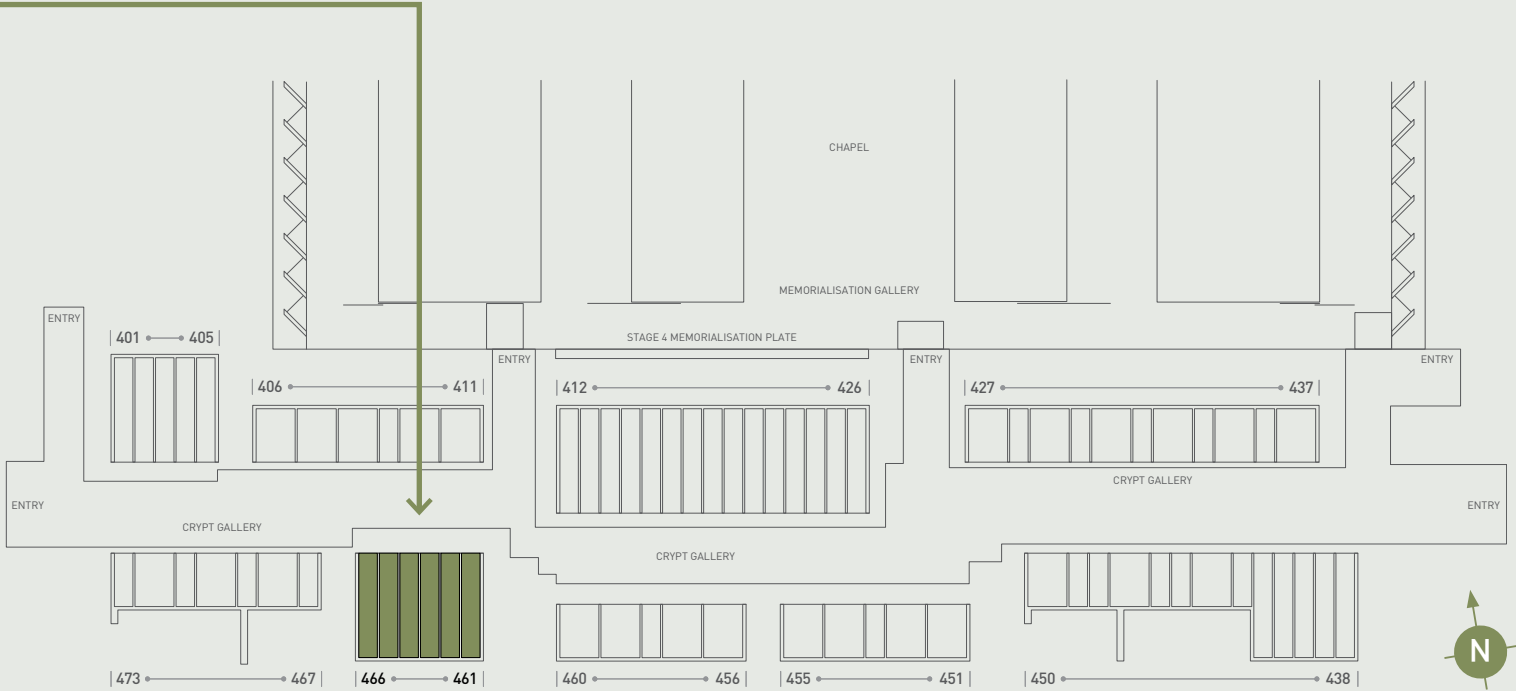 CHAPEL
MEMORIALISATION GALLERY
ENTRY
401 405
STAGE 4 MEMORIALISATION PLATE
ENTRY
ENTRY
ENTRY
406 411
412 426
427 437
CRYPT GALLERY
ENTRY
ENTRY
CRYPT GALLERY
CRYPT GALLERY
N
473 467
466 461
460 456
455 451
450 438